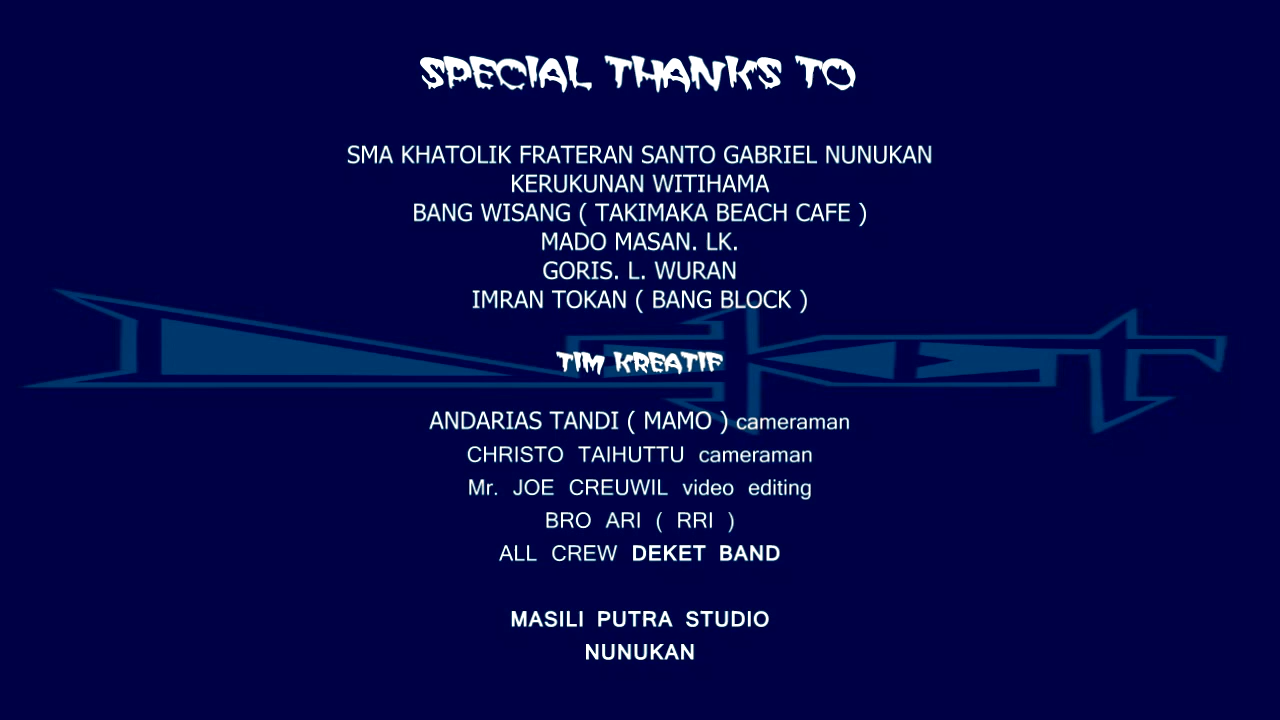 SPECIAL THANKS TO
SMA KHATOLIK FRATERAN SANTO GABRIEL NUNUKAN
KERUKUNAN WITIHAMA
BANG WISANG ( TAKIMAKA BEACH CAFE )
MADO MASAN. LK.
GORIS. L. WURAN
IMRAN TOKAN ( BANG BLOCK )
TIM KREATIF
ANDARIAS TANDI ( MAMO ) cameraman
CHRISTO TAIHUTTU cameraman
Mr. JOE CREUWIL video editing
BRO ARI ( RRI )
ALL CREW DEKET BAND
MASILI PUTRA STUDIO
NUNUKAN